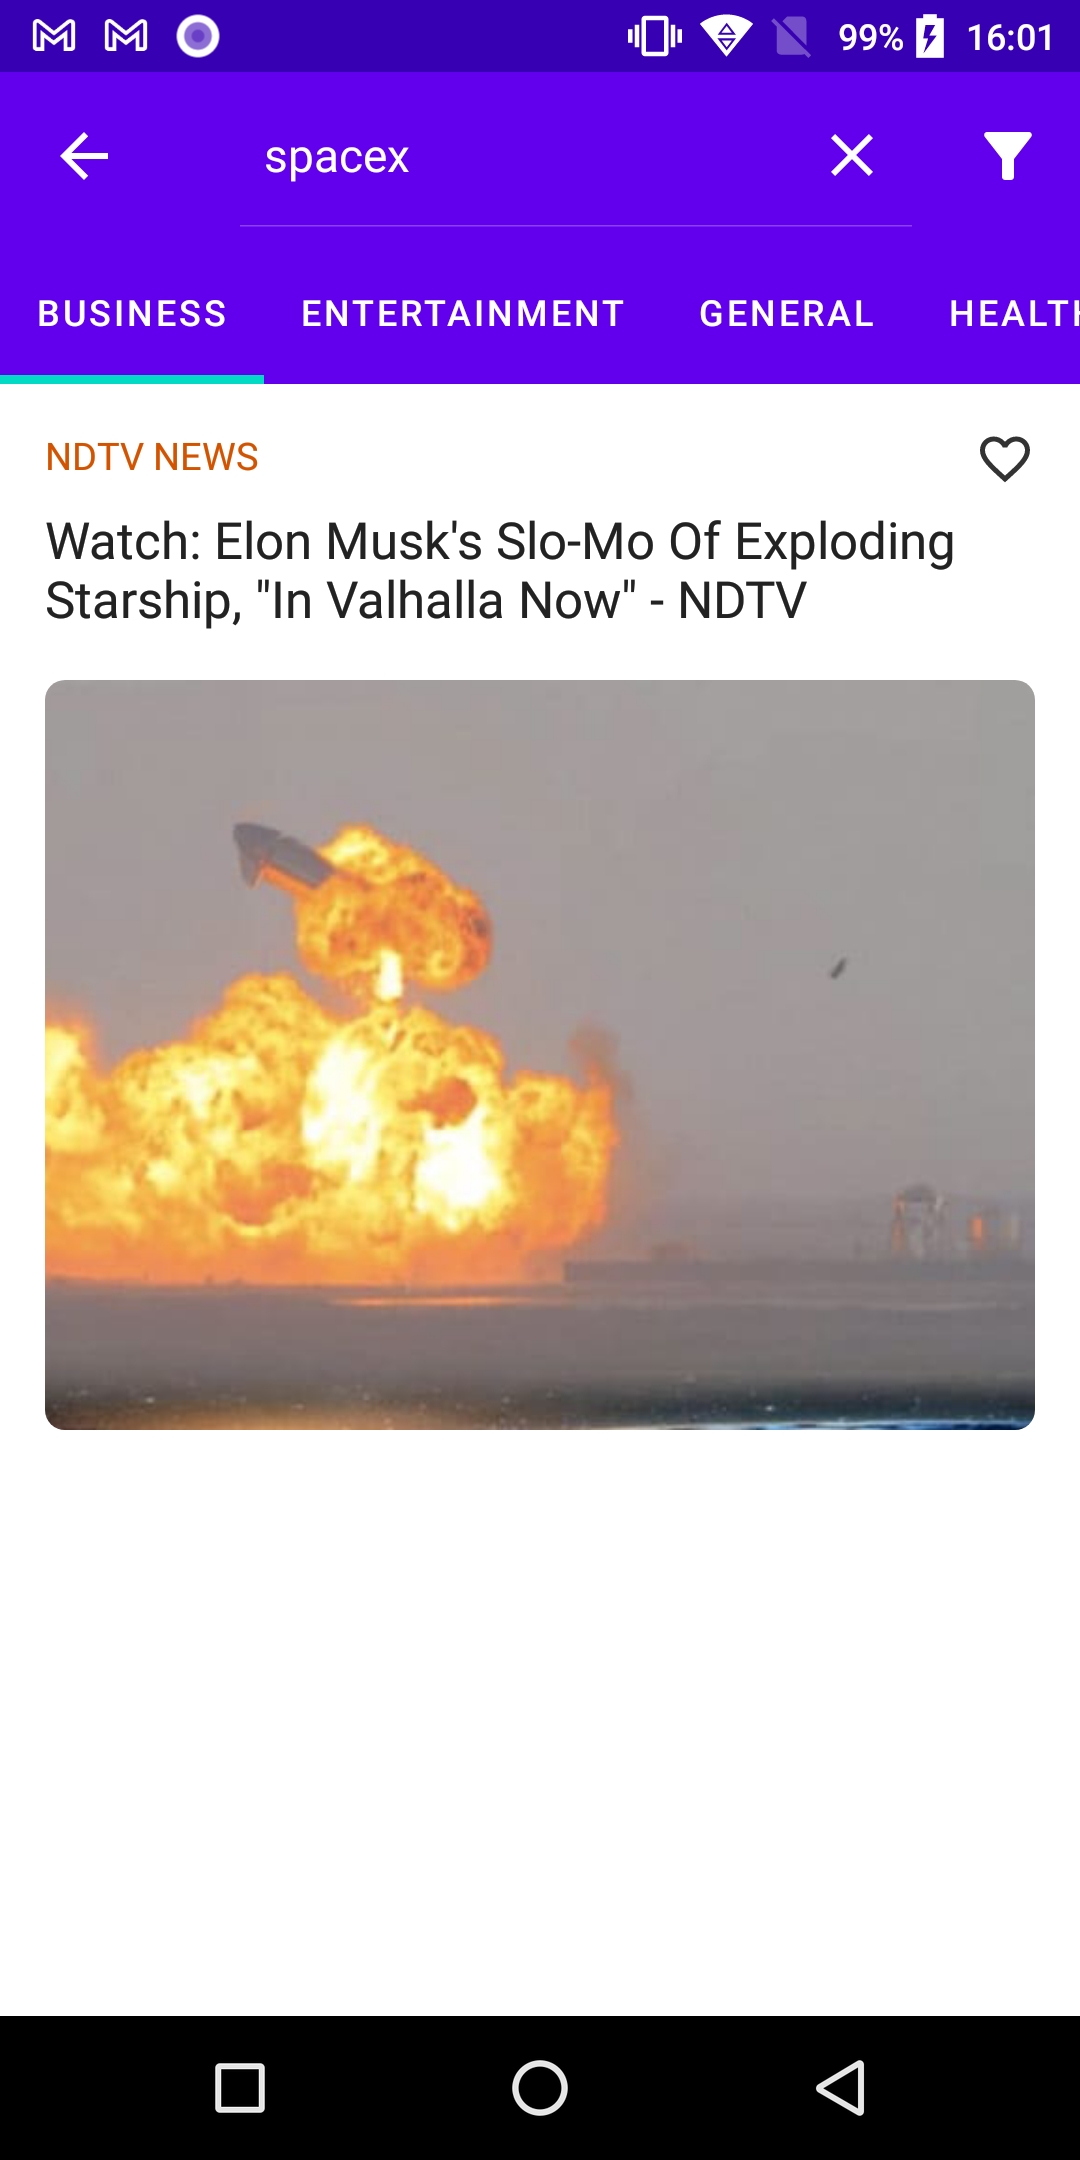 99% 16:01
spacex
BUSINESS ENTERTAINMENT GENERAL HEALTH
NDTV NEWS
Watch: Elon Musk's Slo-Mo Of Exploding
Starship, "In Valhalla Now" - NDTV